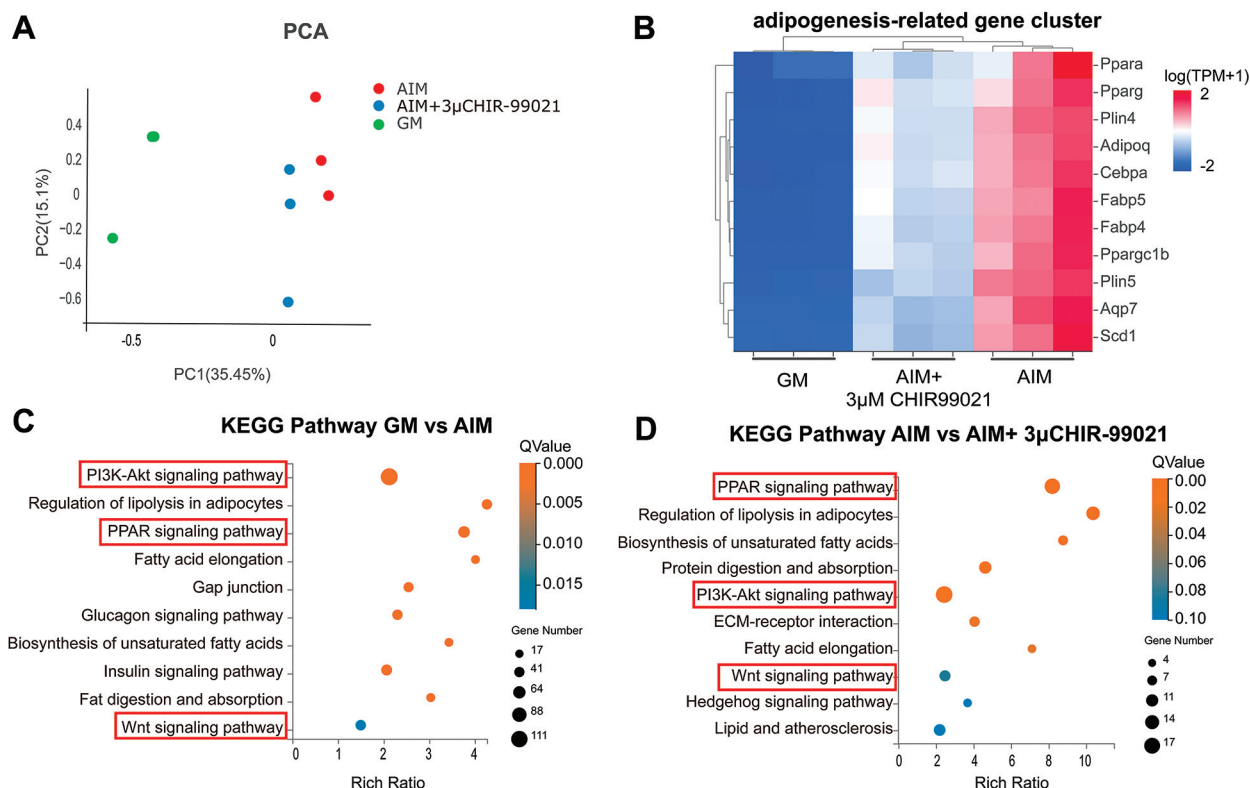 A
PCA
AIM
AIM+3μCHIR-99021
GM
0.4
0.2
0
−0.2
−0.4
−0.6
PC2(15.1%)
-0.5
0
PC1(35.45%)
B
adipogenesis-related gene cluster
Ppara
Pparg
Plin4
Adipoq
Cebpa
Fabp5
Fabp4
Ppargc1b
Plin5
Aqp7
Scd1
log(TPM+1)
2
-2
GM
AIM+
3μM CHIR99021
AIM
C
KEGG Pathway GM vs AIM
PI3K-Akt signaling pathway
Regulation of lipolysis in adipocytes
PPAR signaling pathway
Fatty acid elongation
Gap junction
Glucagon signaling pathway
Biosynthesis of unsaturated fatty acids
Insulin signaling pathway
Fat digestion and absorption
Wnt signaling pathway
0
1
2
3
4
Rich Ratio
QValue
0.000
0.005
0.010
0.015
Gene Number
17
41
64
88
111
D
KEGG Pathway AIM vs AIM+ 3μCHIR-99021
PPAR signaling pathway
Regulation of lipolysis in adipocytes
Biosynthesis of unsaturated fatty acids
Protein digestion and absorption
PI3K-Akt signaling pathway
ECM-receptor interaction
Fatty acid elongation
Wnt signaling pathway
Hedgehog signaling pathway
Lipid and atherosclerosis
0
2
4
6
8
10
Rich Ratio
QValue
0.00
0.02
0.04
0.06
0.08
0.10
Gene Number
4
7
11
14
17